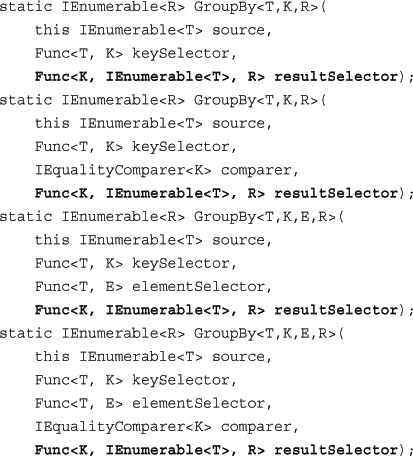 static IEnumerable<R> GroupBy<T,K,R>(
this IEnumerable<T> source,
Func<T, K> keySelector,
Func<K, IEnumerable<T>, R> resultSelector);
static IEnumerable<R> GroupBy<T,K,R>(
this IEnumerable<T> source,
Func<T, K> keySelector,
IEqualityComparer<K> comparer,
Func<K, IEnumerable<T>, R> resultSelector);
static IEnumerable<R> GroupBy<T,K,E,R>(
this IEnumerable<T> source,
Func<T, K> keySelector,
Func<T, E> elementSelector,
Func<K, IEnumerable<T>, R> resultSelector);
static IEnumerable<R> GroupBy<T,K,E,R>(
this IEnumerable<T> source,
Func<T, K> keySelector,
Func<T, E> elementSelector,
IEqualityComparer<K> comparer,
Func<K, IEnumerable<T>, R> resultSelector);